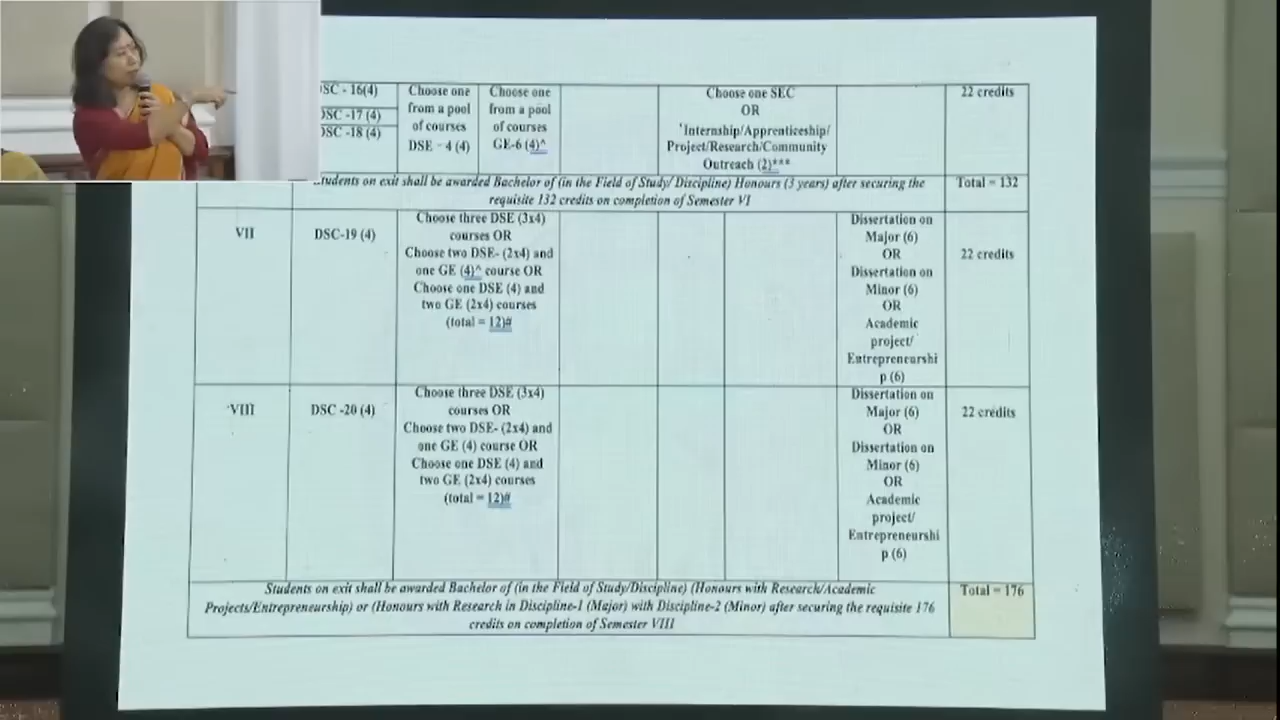 DSC - 16(4)
DSC -17 (4)
DSC -18 (4)
Choose one
from a pool
of courses
DSE - 4 (4)
Choose one
from a pool
of courses
GE-6 (4)^
Choose one SEC
OR
'Internship/Apprenticeship/
Project/Research/Community
Outreach (2)***
22 credits
Students on exit shall be awarded Bachelor of (in the Field of Study/ Discipline) Honours (3 years) after securing the
requisite 132 credits on completion of Semester VI
Total = 132
VII
DSC-19 (4)
Choose three DSE (3x4)
courses OR
Choose two DSE- (2x4) and
one GE (4)^ course OR
Choose one DSE (4) and
two GE (2x4) courses
(total = 12)#
Dissertation on
Major (6)
OR
Dissertation on
Minor (6)
OR
Academic
project/
Entrepreneurshi
p (6)
22 credits
VIII
DSC -20 (4)
Choose three DSE (3x4)
courses OR
Choose two DSE- (2x4) and
one GE (4) course OR
Choose one DSE (4) and
two GE (2x4) courses
(total = 12)#
Dissertation on
Major (6)
OR
Dissertation on
Minor (6)
OR
Academic
project/
Entrepreneurshi
p (6)
22 credits
Students on exit shall be awarded Bachelor of (in the Field of Study/Discipline) (Honours with Research/Academic
Projects/Entrepreneurship) or (Honours with Research in Discipline-1 (Major) with Discipline-2 (Minor) after securing the requisite 176
credits on completion of Semester VIII
Total = 176